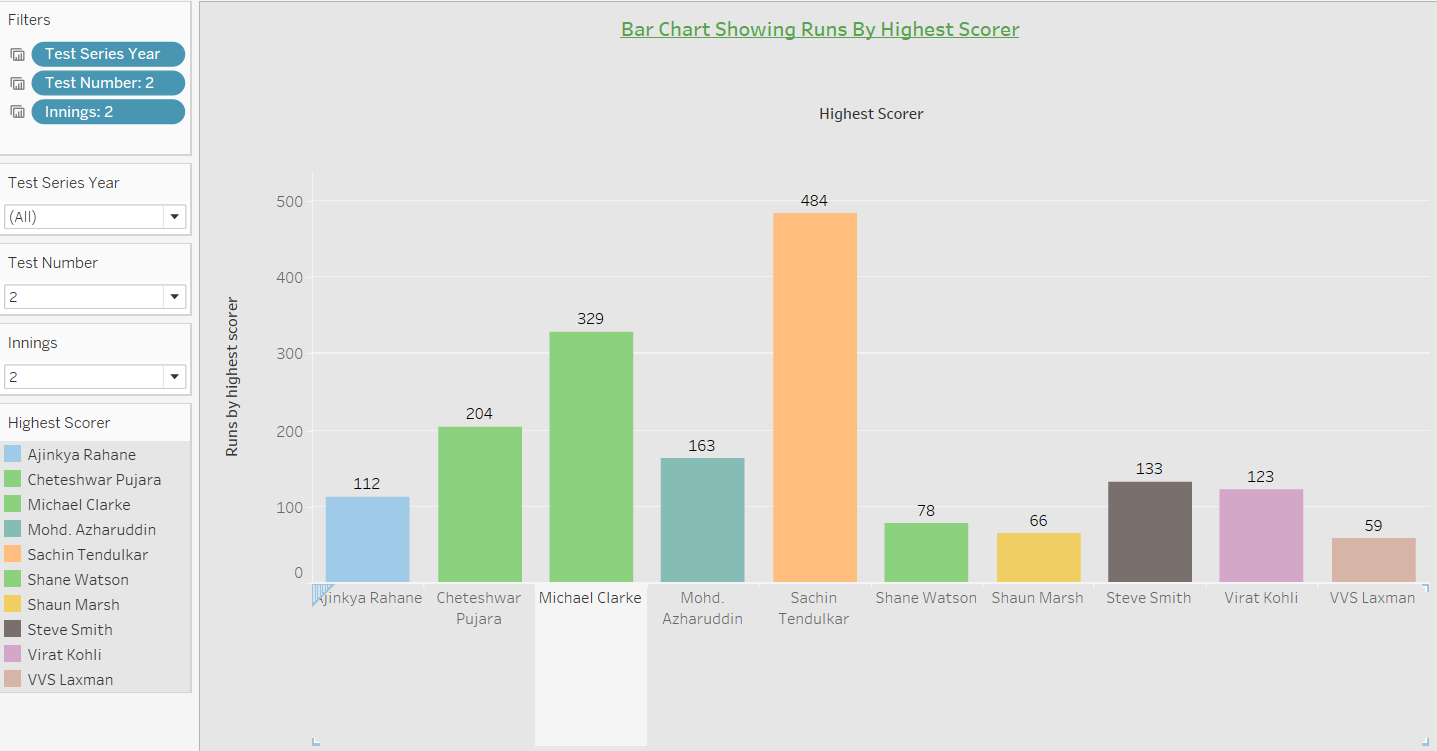 Filters
Test Series Year
Test Number: 2
Innings: 2
Test Series Year
(All)
Test Number
2
Innings
2
Highest Scorer
Ajinkya Rahane
Cheteshwar Pujara
Michael Clarke
Mohd. Azharuddin
Sachin Tendulkar
Shane Watson
Shaun Marsh
Steve Smith
Virat Kohli
VVS Laxman
Bar Chart Showing Runs By Highest Scorer
Highest Scorer
Runs by highest scorer
500
400
300
200
100
0
112
204
329
163
484
78
66
133
123
59
Ajinkya Rahane
Cheteshwar
Pujara
Michael Clarke
Mohd.
Azharuddin
Sachin
Tendulkar
Shane Watson
Shaun Marsh
Steve Smith
Virat Kohli
VVS Laxman